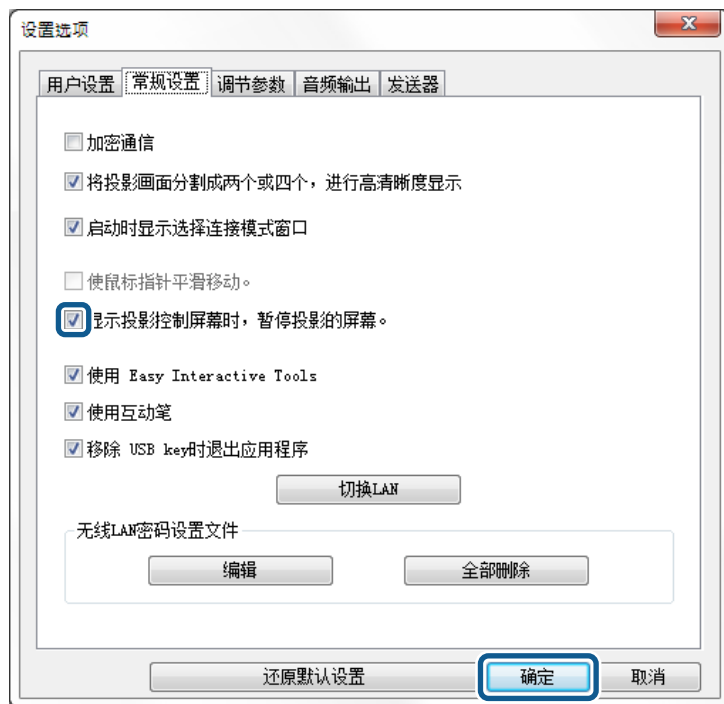 设置选项
用户设置 常规设置 调节参数 音频输出 发送器
加密通信
将投影画面分割成两个或四个，进行高清晰度显示
启动时显示选择连接模式窗口
使鼠标指针平滑移动。
显示投影控制屏幕时，暂停投影的屏幕。
使用 Easy Interactive Tools
使用互动笔
移除 USB key时退出应用程序
切换LAN
无线LAN密码设置文件
编辑 全部删除
还原默认设置 确定 取消